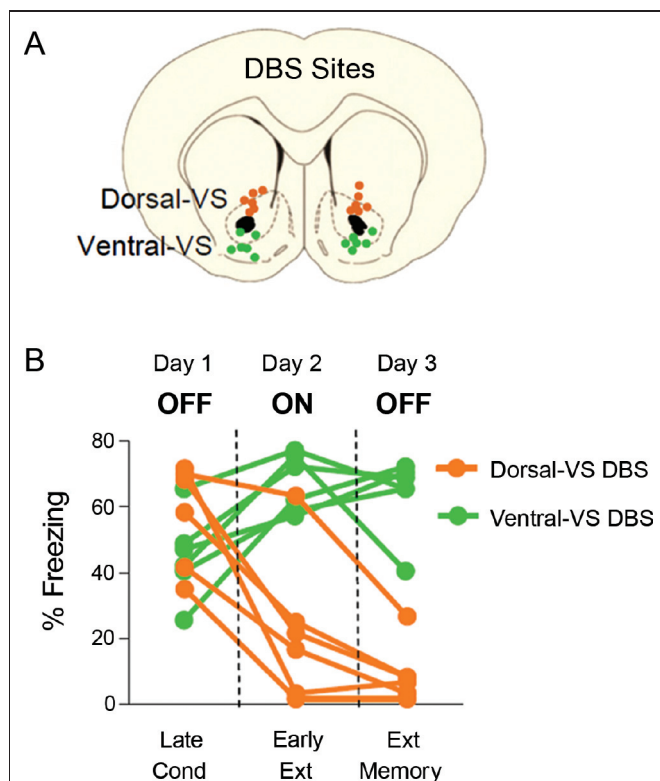 A
DBS Sites
Dorsal-VS
Ventral-VS
B
Day 1 Day 2 Day 3
OFF ON OFF
80
60
40
20
0
% Freezing
Dorsal-VS DBS
Ventral-VS DBS
Late Early Ext
Cond Ext Memory